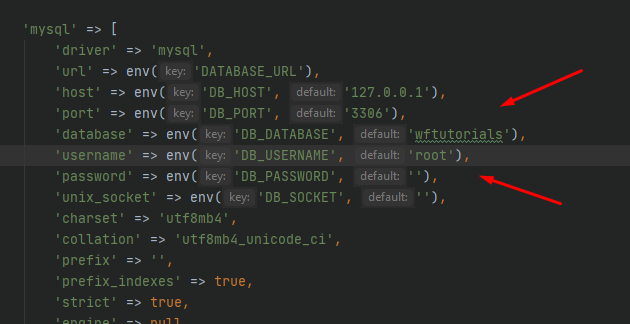 'mysql' => [
'driver' => 'mysql',
'url' => env( key: 'DATABASE_URL'),
'host' => env( key: 'DB_HOST', default: '127.0.0.1'),
'port' => env( key: 'DB_PORT', default: '3306'),
'database' => env( key: 'DB_DATABASE', default: 'wftutorials'),
'username' => env( key: 'DB_USERNAME', default: 'root'),
'password' => env( key: 'DB_PASSWORD', default: ''),
'unix_socket' => env( key: 'DB_SOCKET', default: ''),
'charset' => 'utf8mb4',
'collation' => 'utf8mb4_unicode_ci',
'prefix' => '',
'prefix_indexes' => true,
'strict' => true,
'engine' => null